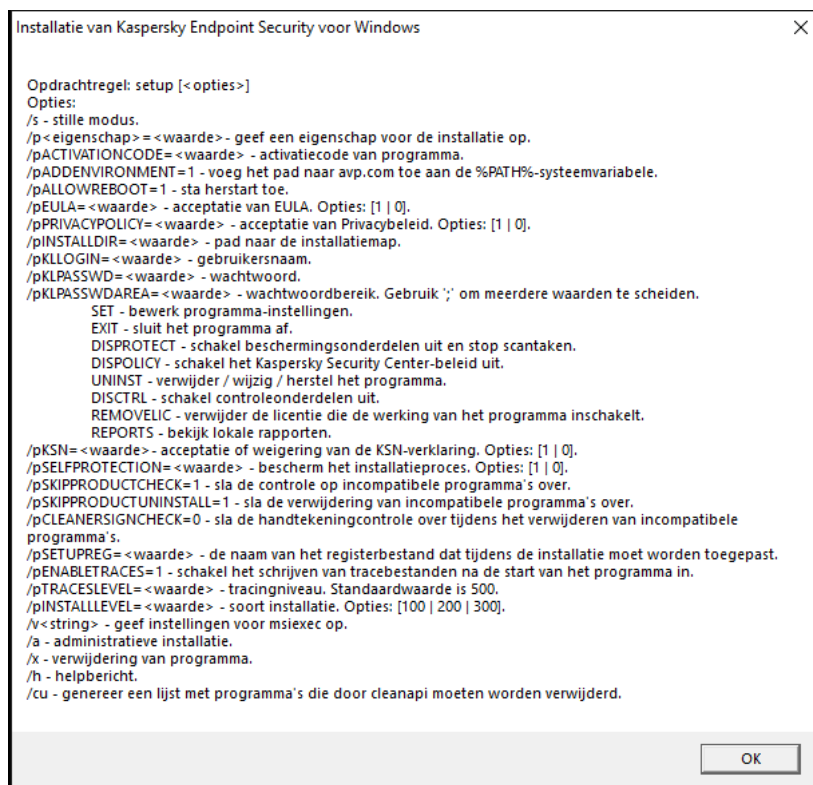 Installatie van Kaspersky Endpoint Security voor Windows
Opdrachtregel: setup [<opties>]
Opties:
/s - stille modus.
/p<eigenschap>=<waarde>- geef een eigenschap voor de installatie op.
/pACTIVATIONCODE=<waarde> - activatiecode van programma.
/pADDENVIRONMENT=1 - voeg het pad naar avp.com toe aan de %PATH%-systeemvariabele.
/pALLOWREBOOT=1 - sta herstart toe.
/pEULA=<waarde> - acceptatie van EULA. Opties: [1 | 0].
/pPRIVACYPOLICY=<waarde> - acceptatie van Privacybeleid. Opties: [1 | 0].
/pINSTALLDIR=<waarde> - pad naar de installatiemap.
/pKLLOGIN=<waarde> - gebruikersnaam.
/pKLPASSWD=<waarde> - wachtwoord.
/pKLPASSWDAREA=<waarde> - wachtwoordbereik. Gebruik ';' om meerdere waarden te scheiden.
SET - bewerk programma-instellingen.
EXIT - sluit het programma af.
DISPROTECT - schakel beschermingsonderdelen uit en stop scantaken.
DISPOLICY - schakel het Kaspersky Security Center-beleid uit.
UNINST - verwijder / wijzig / herstel het programma.
DISCTRL - schakel controleonderdelen uit.
REMOVELIC - verwijder de licentie die de werking van het programma inschakelt.
REPORTS - bekijk lokale rapporten.
/pKSN=<waarde>- acceptatie of weigering van de KSN-verklaring. Opties: [1 | 0].
/pSELFPROTECTION=<waarde> - bescherm het installatieproces. Opties: [1 | 0].
/pSKIPPRODUCTCHECK=1 - sla de controle op incompatibele programma's over.
/pSKIPPRODUCTUNINSTALL=1 - sla de verwijdering van incompatibele programma's over.
/pCLEANERSIGNCHECK=0 - sla de handtekeningcontrole over tijdens het verwijderen van incompatibele
programma's.
/pSETUPREG=<waarde> - de naam van het registerbestand dat tijdens de installatie moet worden toegepast.
/pENABLETRACES=1 - schakel het schrijven van tracebestanden na de start van het programma in.
/pTRACESLEVEL=<waarde> - tracingniveau. Standaardwaarde is 500.
/pINSTALLLEVEL=<waarde> - soort installatie. Opties: [100 | 200 | 300].
/v<string> - geef instellingen voor msiexec op.
/a - administratieve installatie.
/x - verwijdering van programma.
/h - helpbericht.
/cu - genereer een lijst met programma's die door cleanapi moeten worden verwijderd.
OK